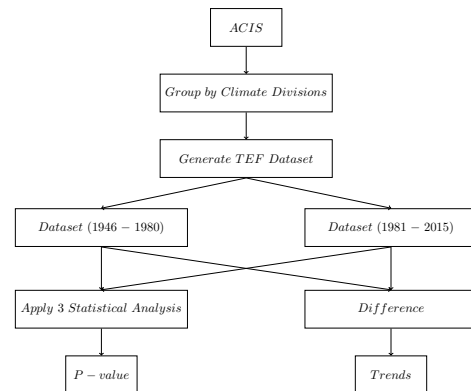 ACIS
Group by Climate Divisions
Generate TEF Dataset
Dataset (1946 − 1980)
Dataset (1981 − 2015)
Apply 3 Statistical Analysis
Difference
P − value
Trends